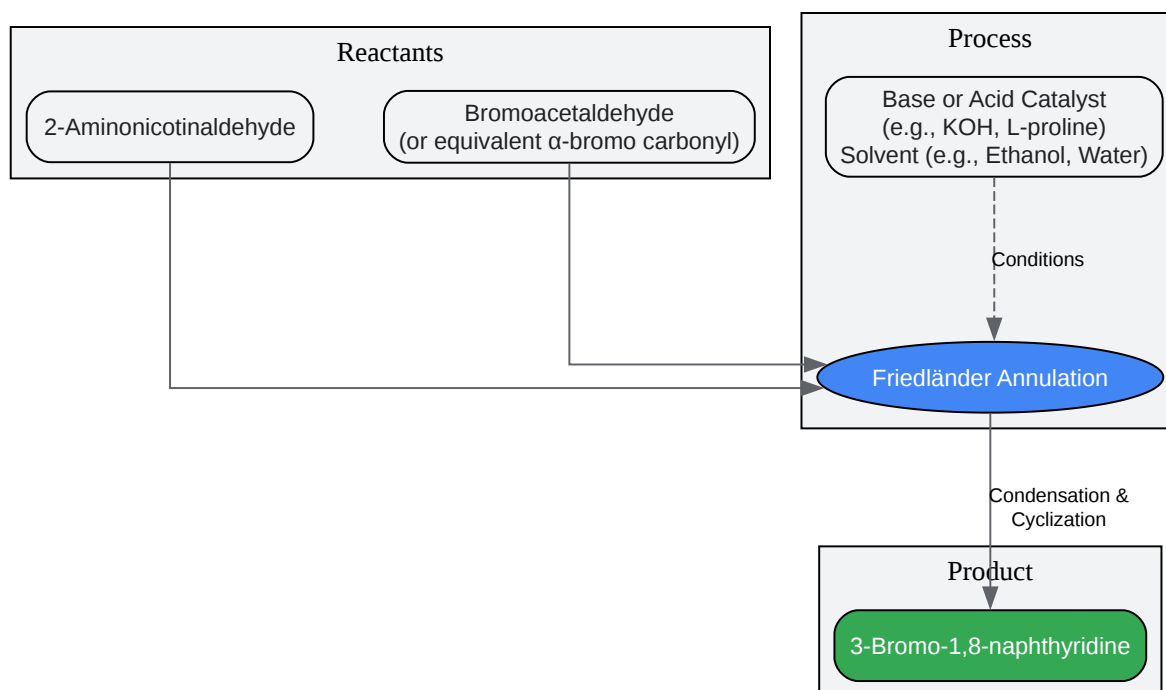 Reactants
2-Aminonicotinaldehyde
Bromoacetaldehyde
(or equivalent α-bromo carbonyl)
Process
Base or Acid Catalyst
(e.g., KOH, L-proline)
Solvent (e.g., Ethanol, Water)
Conditions
Friedländer Annulation
Condensation &
Cyclization
Product
3-Bromo-1,8-naphthyridine